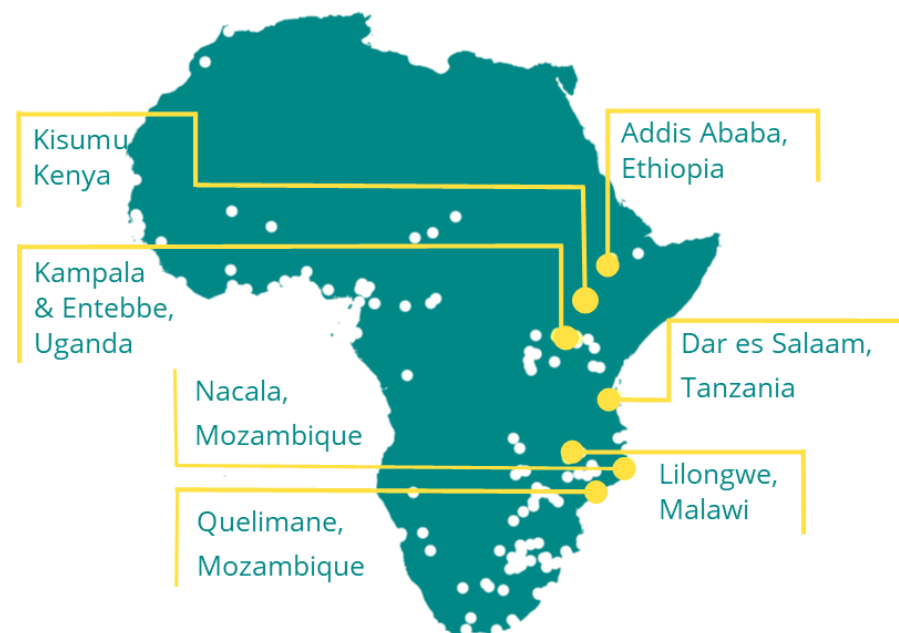 Kisumu
Kenya
Addis Ababa,
Ethiopia
Kampala
& Entebbe,
Uganda
Dar es Salaam,
Tanzania
Nacala,
Mozambique
Lilongwe,
Malawi
Quelimane,
Mozambique